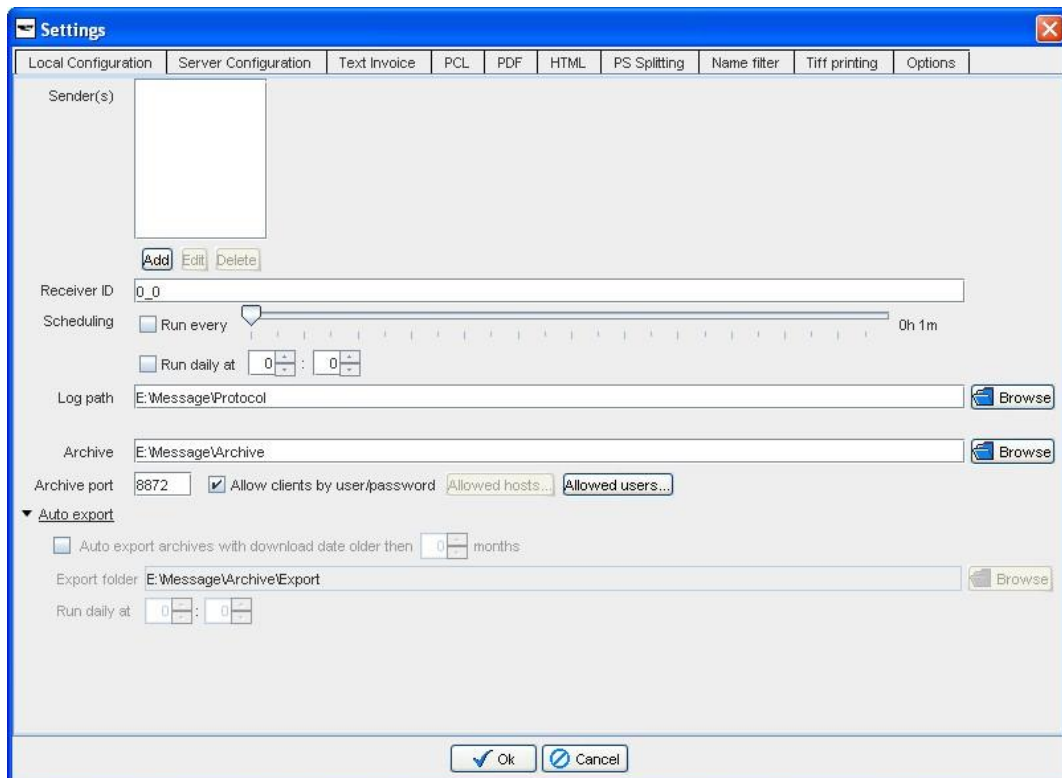 Settings
Local Configuration Server Configuration Text Invoice PCL PDF HTML PS Splitting Name filter Tiff printing Options
Sender(s)
Add Edit Delete
Receiver ID 0_0
Scheduling Run every 0h 1m
Run daily at 0 : 0
Log path E:\Message\Protocol Browse
Archive E:\Message\Archive Browse
Archive port 8872 Allow clients by user/password Allowed hosts... Allowed users...
Auto export
Auto export archives with download date older then 0 months
Export folder E:\Message\Archive\Export Browse
Run daily at 0 : 0
Ok Cancel